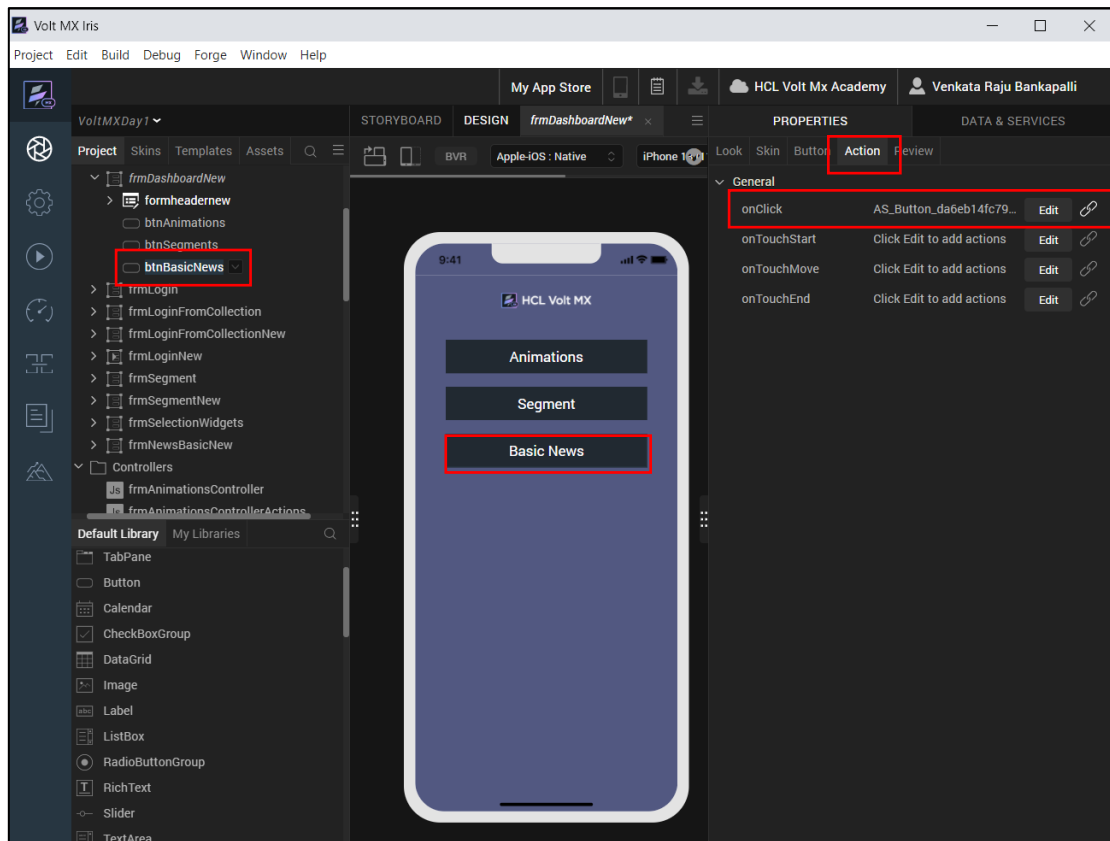 Volt MX Iris
Project Edit Build Debug Forge Window Help
My App Store HCL Volt Mx Academy Venkata Raju Bankapalli
VoltMXDay1 STORYBOARD DESIGN frmDashboardNew* × PROPERTIES DATA & SERVICES
Project Skins Templates Assets BVR Apple-iOS : Native Look Skin Button Action Review
frmDashboardNew
General
formheadernew
onClick AS_Button_da6eb14fc79... Edit
btnAnimations
btnSegments
onTouchStart Click Edit to add actions Edit
btnBasicNews
9:41
onTouchMove Click Edit to add actions Edit
frmLogin
onTouchEnd Click Edit to add actions Edit
HCL Volt MX
frmLoginFromCollection
frmLoginFromCollectionNew
frmLoginNew
Animations
frmSegment
frmSegmentNew
Segment
frmSelectionWidgets
frmNewsBasicNew
Basic News
Controllers
Js frmAnimationsController
Js frmAnimationsControllerActions
Default Library My Libraries
TabPane
Button
Calendar
CheckBoxGroup
DataGrid
Image
abc Label
ListBox
RadioButtonGroup
T RichText
Slider
TextArea